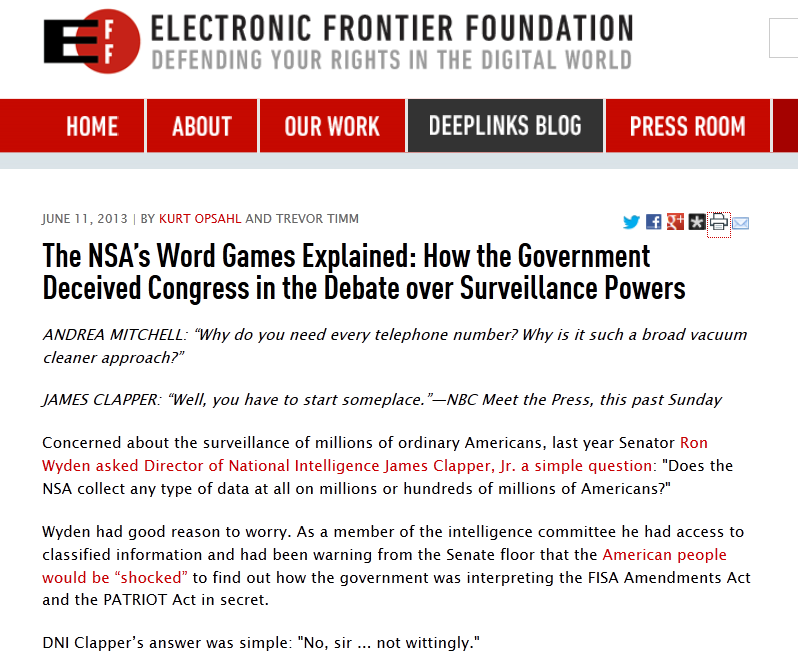 EFF
ELECTRONIC FRONTIER FOUNDATION
DEFENDING YOUR RIGHTS IN THE DIGITAL WORLD
HOME ABOUT OUR WORK DEEPLINKS BLOG PRESS ROOM
JUNE 11, 2013 | BY KURT OPSAHL AND TREVOR TIMM
The NSA’s Word Games Explained: How the Government
Deceived Congress in the Debate over Surveillance Powers
ANDREA MITCHELL: “Why do you need every telephone number? Why is it such a broad vacuum
cleaner approach?”
JAMES CLAPPER: “Well, you have to start someplace.”—NBC Meet the Press, this past Sunday
Concerned about the surveillance of millions of ordinary Americans, last year Senator Ron
Wyden asked Director of National Intelligence James Clapper, Jr. a simple question: "Does the
NSA collect any type of data at all on millions or hundreds of millions of Americans?"
Wyden had good reason to worry. As a member of the intelligence committee he had access to
classified information and had been warning from the Senate floor that the American people
would be “shocked” to find out how the government was interpreting the FISA Amendments Act
and the PATRIOT Act in secret.
DNI Clapper’s answer was simple: "No, sir ... not wittingly."